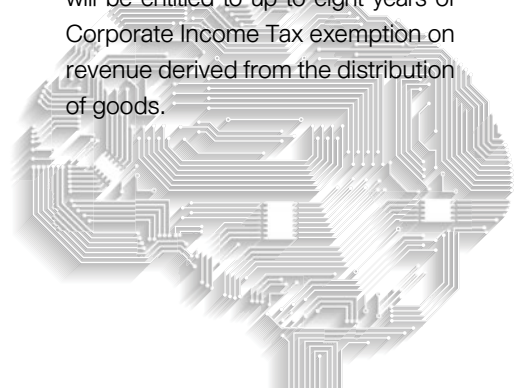 will be entitled to up to eight years of
Corporate Income Tax exemption on
revenue derived from the distribution
of goods.